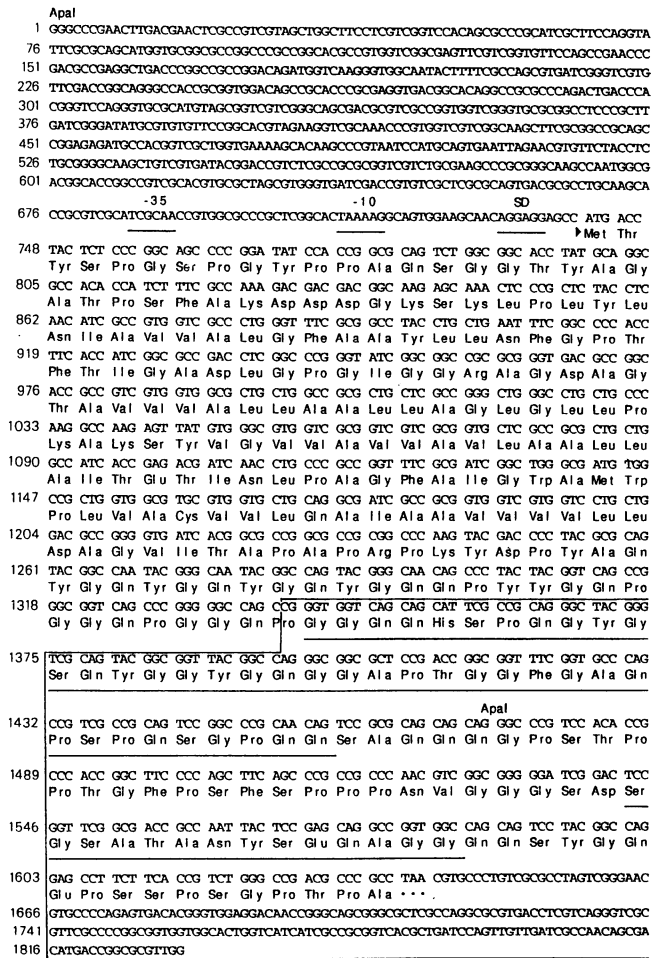 ApaI
1 GGGCCCGAACTTGACGAACTCGCCGTCGTAGCTGGCTTCCTCGTCGGTCCACAGCGCCCGCATCGCTTCCAGGTA
76 TTCGCGCAGCATGGTGCGCCGGCCCGCCGGCACGCCGTGGTCGGCGAGTTCGTCGGTGTTCCAGCCGAACCC
151 GACGCCGAGGCTGACCCGGCCGCCGGACAGATGGTCAAGGGTGGCAATACTTTTCGCCAGCGTGATCGGGTCGTG
226 TTCGACCGGCAGGGCCACCGCGGTGGACAGCCGCACCCGCGAGGTGACGGCACAGGCCGCGCCCAGACTGACCCA
301 CGGGTCCAGGGTGCGCATGTAGCGGTCGTCGGGCAGCGACGCGTCGCCGGTGGTCGGGTGCGCGGCCTCCCGCTT
376 GATCGGGATATGCGTGTGTTCCGGCACGTAGAAGGTCGCAAACCCGTGGTCGTCGGCAAGCTTCGCGGCCGCAGC
451 CGGAGAGATGCCACGGTCGCTGGTGAAAAGCACAAGCCCGTAATCCATGCAGTGAATTAGAACGTGTTCTACCTC
526 TGCGGGGCAAGCTGTCGTGATACGGACCGTCTCGCCGCGCGGTCGTCTGCGAAGCCCGCGGGCAAGCCAATGGCG
601 ACGGCACCGGCCGTCGCACGTGCGCTAGCGTGGGTGATCGACCGTGTCGCTCGCGCAGTGACGCGCCTGCAAGCA
-35 -10 SD
676 CCGCGTCGCATCGCAACCGTGGCGCGCCCGCTCGGCACTAAAAGGCAGTGGAAGCAACAGGAGGAGCC ATG ACC
Met Thr
748 TAC TCT CCC GGC AGC CCC GGA TAT CCA CCG GCG CAG TCT GGC GGC ACC TAT GCA GGC
Tyr Ser Pro Gly Ser Pro Gly Tyr Pro Pro Ala Gln Ser Gly Gly Thr Tyr Ala Gly
805 GCC ACA CCA TCT TTC GCC AAA GAC GAC GAC GGC AAG AGC AAA CTC CCG CTC TAC CTC
Ala Thr Pro Ser Phe Ala Lys Asp Asp Asp Gly Lys Ser Lys Leu Pro Leu Tyr Leu
862 AAC ATC GCC GTG GTC GCC CTG GGT TTC GCG GCC TAC CTG CTG AAT TTC GGC CCC ACC
Asn Ile Ala Val Val Ala Leu Gly Phe Ala Ala Tyr Leu Leu Asn Phe Gly Pro Thr
919 TTC ACC ATC GGC GCC GAC CTC GGC CCG GGT ATC GGC GGC CGC GCG GGT GAC GCC GGC
Phe Thr Ile Gly Ala Asp Leu Gly Pro Gly Ile Gly Gly Arg Ala Gly Asp Ala Gly
976 ACC GCC GTC GTG GTG GCG CTG CTG GCC GCG CTG CTC GCC GGG CTG GGC CTG CTG CCC
Thr Ala Val Val Val Ala Leu Leu Ala Ala Leu Leu Ala Gly Leu Gly Leu Leu Pro
1033 AAG GCC AAG AGT TAT GTG GGC GTG GTC GCG GTC GTC GCG GTG CTC GCC GCG CTG CTG
Lys Ala Lys Ser Tyr Val Gly Val Val Ala Val Val Ala Val Leu Ala Ala Leu Leu
1090 GCC ATC ACC GAG ACG ATC AAC CTG CCC GCC GGT TTC GCG ATC GGC TGG GCG ATG TGG
Ala Ile Thr Glu Thr Ile Asn Leu Pro Ala Gly Phe Ala Ile Gly Trp Ala Met Trp
1147 CCG CTG GTG GCG TGC GTG GTG CTG CAG GCG ATC GCC GCG GTG GTC GTG GTC CTG CTG
Pro Leu Val Ala Cys Val Val Leu Gln Ala Ile Ala Ala Val Val Val Val Leu Leu
1204 GAC GCC GGG GTG ATC ACG GCG CCG GCG CCG CGG CCC AAG TAC GAC CCC TAC GCG CAG
Asp Ala Gly Val Ile Thr Ala Pro Ala Pro Arg Pro Lys Tyr Asp Pro Tyr Ala Gln
1261 TAC GGC CAA TAC GGG CAA TAC GGC CAG TAC GGG CAA CAG CCC TAC TAC GGT CAG CCG
Tyr Gly Gln Tyr Gly Gln Tyr Gly Gln Tyr Gly Gln Gln Pro Tyr Tyr Gly Gln Pro
1318 GGC GGT CAG CCC GGG GGC CAG CCG GGT GGT CAG CAG CAT TCG CCG CAG GGC TAC GGG
Gly Gly Gln Pro Gly Gly Gln Pro Gly Gly Gln Gln His Ser Pro Gln Gly Tyr Gly
1375 TCG CAG TAC GGC GGT TAC GGC CAG GGC GGC GCT CCG ACC GGC GGT TTC GGT GCC CAG
Ser Gln Tyr Gly Gly Tyr Gly Gln Gly Gly Ala Pro Thr Gly Gly Phe Gly Ala Gln
ApaI
1432 CCG TCG CCG CAG TCC GGC CCG CAA CAG TCC GCG CAG CAG CAG GGC CCG TCC ACA CCG
Pro Ser Pro Gln Ser Gly Pro Gln Gln Ser Ala Gln Gln Gln Gly Pro Ser Thr Pro
1489 CCC ACC GGC TTC CCC AGC TTC AGC CCG CCG CCC AAC GTC GGC GGG GGA TCG GAC TCC
Pro Thr Gly Phe Pro Ser Phe Ser Pro Pro Pro Asn Val Gly Gly Gly Ser Asp Ser
1546 GGT TCG GCG ACC GCC AAT TAC TCC GAG CAG GCC GGT GGC CAG CAG TCC TAC GGC CAG
Gly Ser Ala Thr Ala Asn Tyr Ser Glu Gln Ala Gly Gly Gln Gln Ser Tyr Gly Gln
1603 GAG CCT TCT TCA CCG TCT GGG CCG ACG CCC GCC TAA CGTGCCCTGTCGCGCCTAGTCGGGAAC
Glu Pro Ser Ser Pro Ser Gly Pro Thr Pro Ala •••
1666 GTGCCCCAGAGTGACACGGGTGGAGGACAACCGGGCAGCGGGCGCTCGCCAGGCGCGTGACCTCGTCAGGGTCGC
1741 GTTCGCCCCGGCGGTGGTGGCACTGGTCATCATCGCCGCGGTCACGCTGATCCAGTTGTTGATCGCCAACAGCGA
1816 CATGACCGGCGCGTTGG